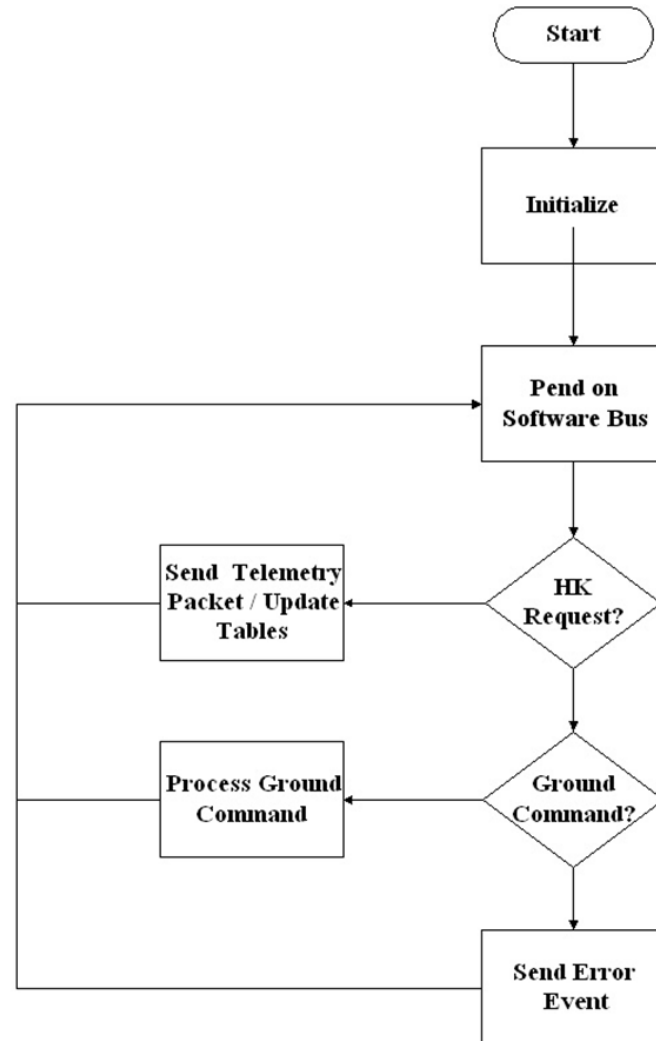 Start
Initialize
Pend on
Software Bus
Send Telemetry
Packet / Update
Tables
HK
Request?
Process Ground
Command
Ground
Command?
Send Error
Event